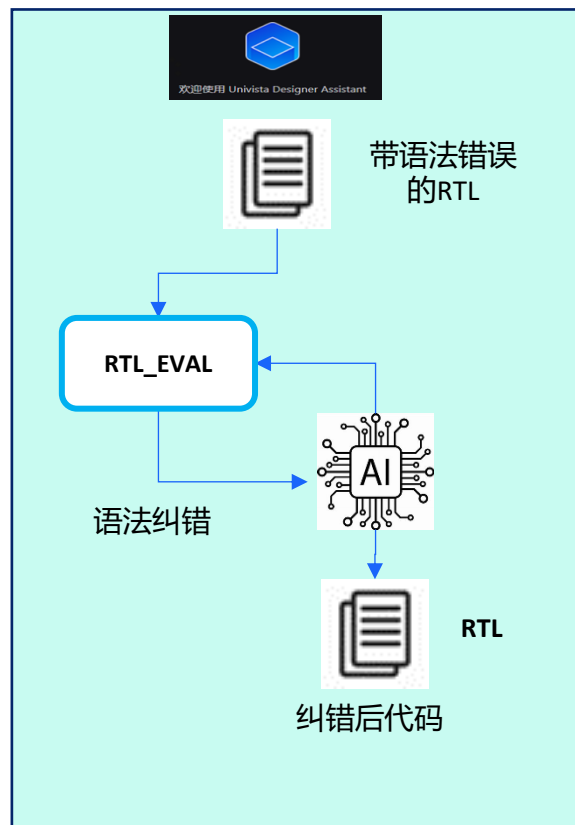 欢迎使用 Univista Designer Assistant
带语法错误
的RTL
RTL_EVAL
AI
语法纠错
RTL
纠错后代码